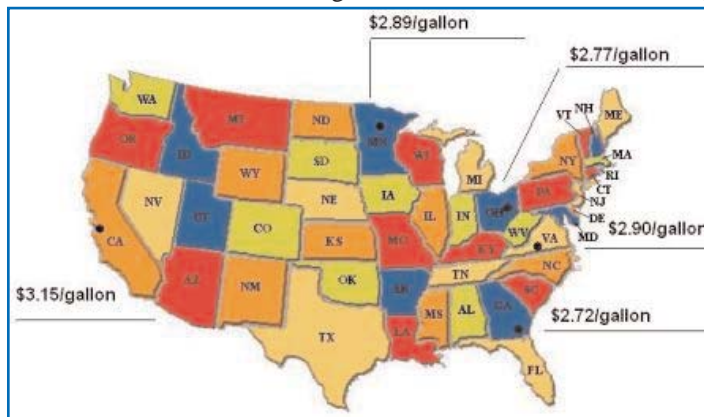 $2.89/gallon
$2.77/gallon
WA
MT
ND
MN
VT
NH
ME
OR
ID
SD
WI
MI
NY
MA
RI
CT
NJ
WY
NE
IA
PA
DE
MD
NV
UT
CO
IL
IN
OH
WV
VA
$2.90/gallon
CA
KS
MO
KY
NC
AZ
NM
OK
AR
TN
SC
$3.15/gallon
TX
LA
MS
AL
GA
$2.72/gallon
FL